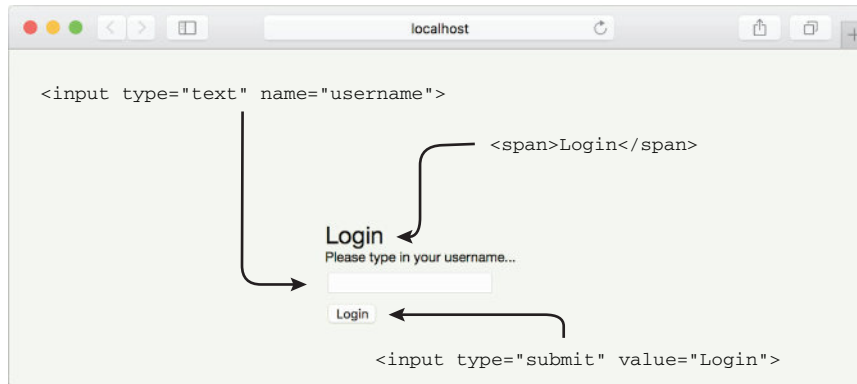 localhost
<input type="text" name="username">
<span>Login</span>
Login
Please type in your username...
Login
<input type="submit" value="Login">